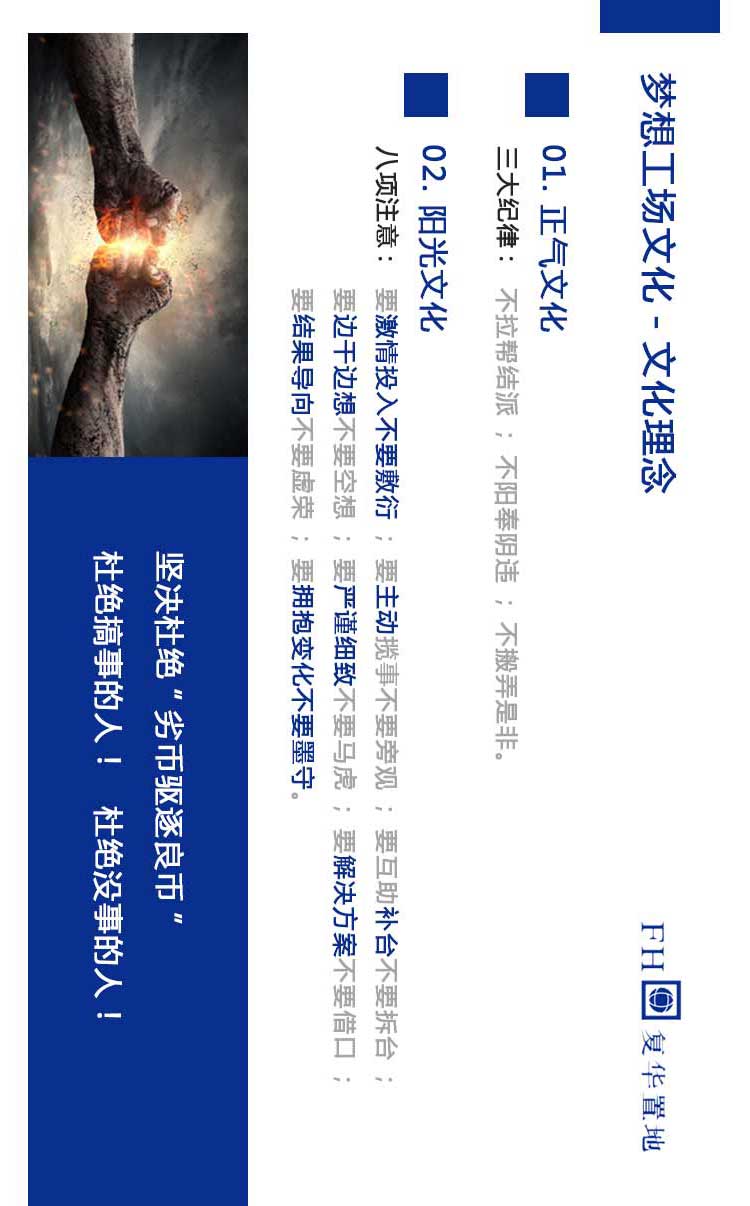 梦想工场文化 - 文化理念
FH 复华置地
01. 正气文化
三大纪律： 不拉帮结派 ； 不阳奉阴违 ； 不搬弄是非。
02. 阳光文化
八项注意： 要激情投入不要敷衍 ； 要主动揽事不要旁观 ； 要互助补台不要拆台 ；
要边干边想不要空想 ； 要严谨细致不要马虎 ； 要解决方案不要借口 ；
要结果导向不要虚荣 ； 要拥抱变化不要墨守。
坚决杜绝“劣币驱逐良币”
杜绝搞事的人！ 杜绝没事的人！